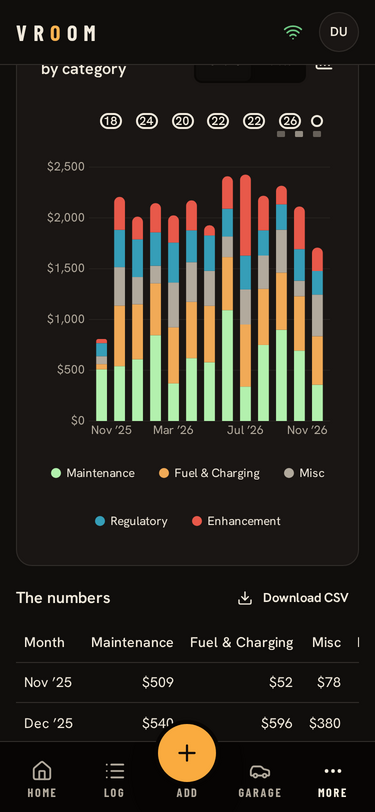 VROOM
DU
by category
18 24 20 22 22 26
$2,500
$2,000
$1,500
$1,000
$500
$0
Nov ’25 Mar ’26 Jul ’26 Nov ’26
Maintenance Fuel & Charging Misc
Regulatory Enhancement
The numbers Download CSV
Month Maintenance Fuel & Charging Misc
Nov ’25 $509 $52 $78
Dec ’25 $540 $596 $380
HOME LOG ADD GARAGE MORE